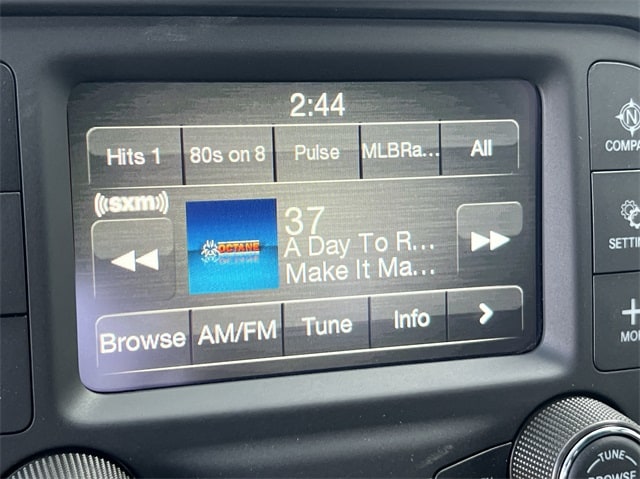 2:44
Hits 1
80s on 8
Pulse
MLBRa...
All
((sxm))
OCTANE
37
A Day To R...
Make It Ma...
Browse
AM/FM
Tune
Info
COMPA
SETTIN
MO
TUNE
BROWSE